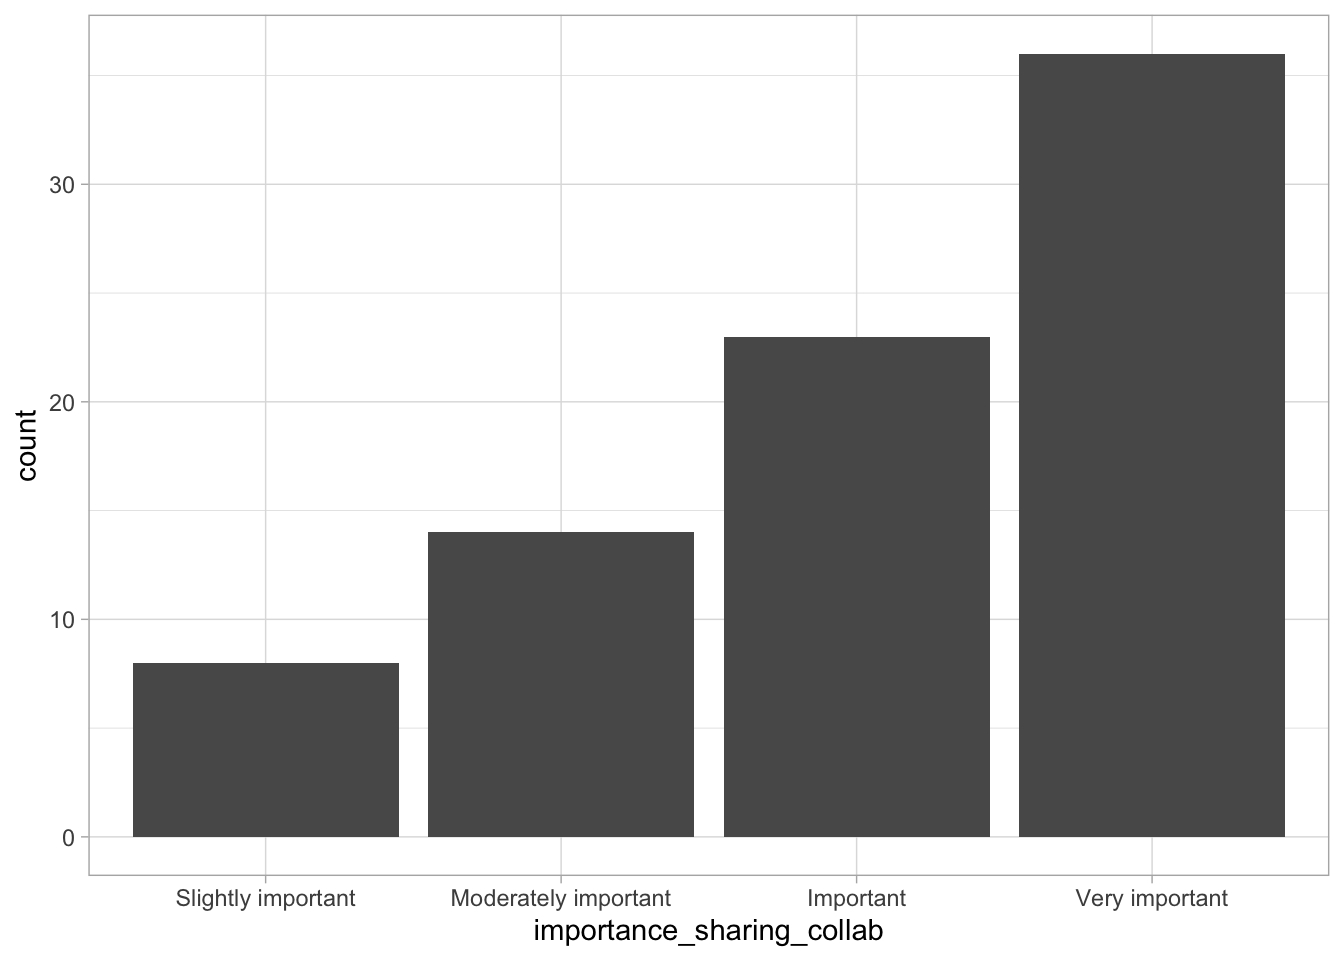 count
30
20
10
0
Slightly important
Moderately important
Important
Very important
importance_sharing_collab